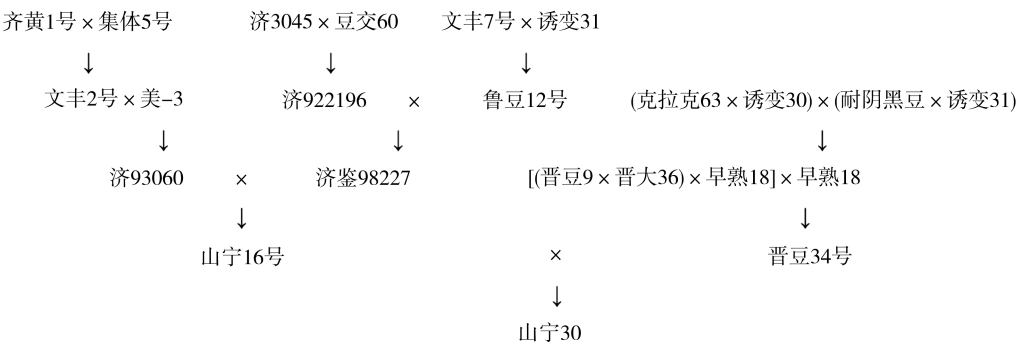 齐黄1号×集体5号 济3045×豆交60 文丰7号×诱变31
↓ ↓ ↓
文丰2号×美-3 济922196 × 鲁豆12号 (克拉克63×诱变30)×(耐阴黑豆×诱变31)
↓ ↓ ↓
济93060 × 济鉴98227 [(晋豆9×晋大36)×早熟18]×早熟18
↓ ↓
山宁16号 × 晋豆34号
↓
山宁30